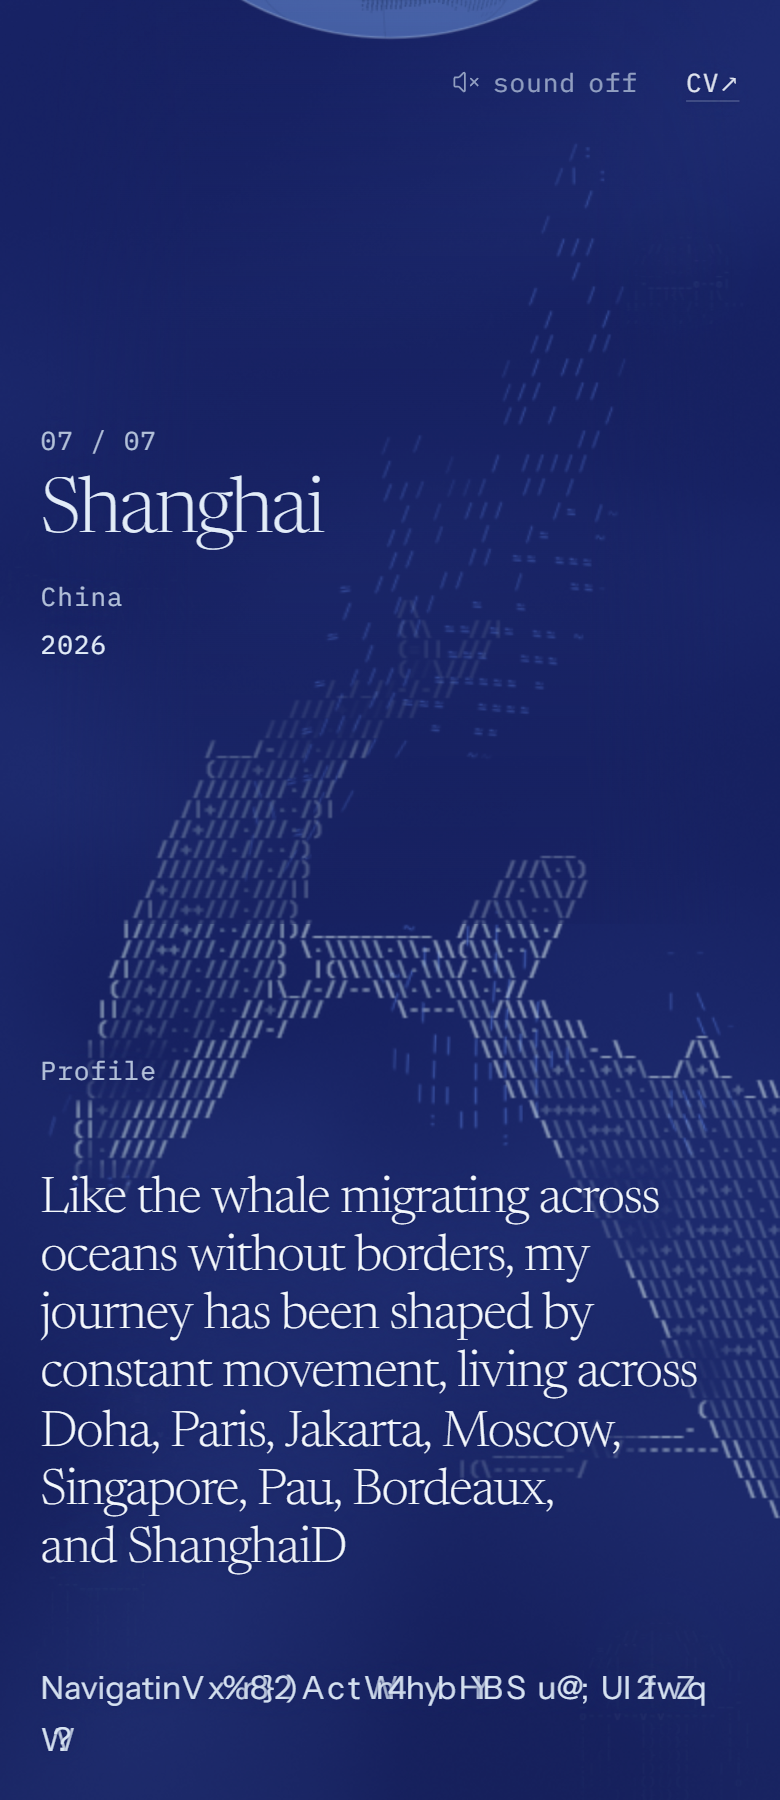 sound off CV↗
07 / 07
Shanghai
China
2026
Profile
Like the whale migrating across
oceans without borders, my
journey has been shaped by
constant movement, living across
Doha, Paris, Jakarta, Moscow,
Singapore, Pau, Bordeaux,
and ShanghaiD